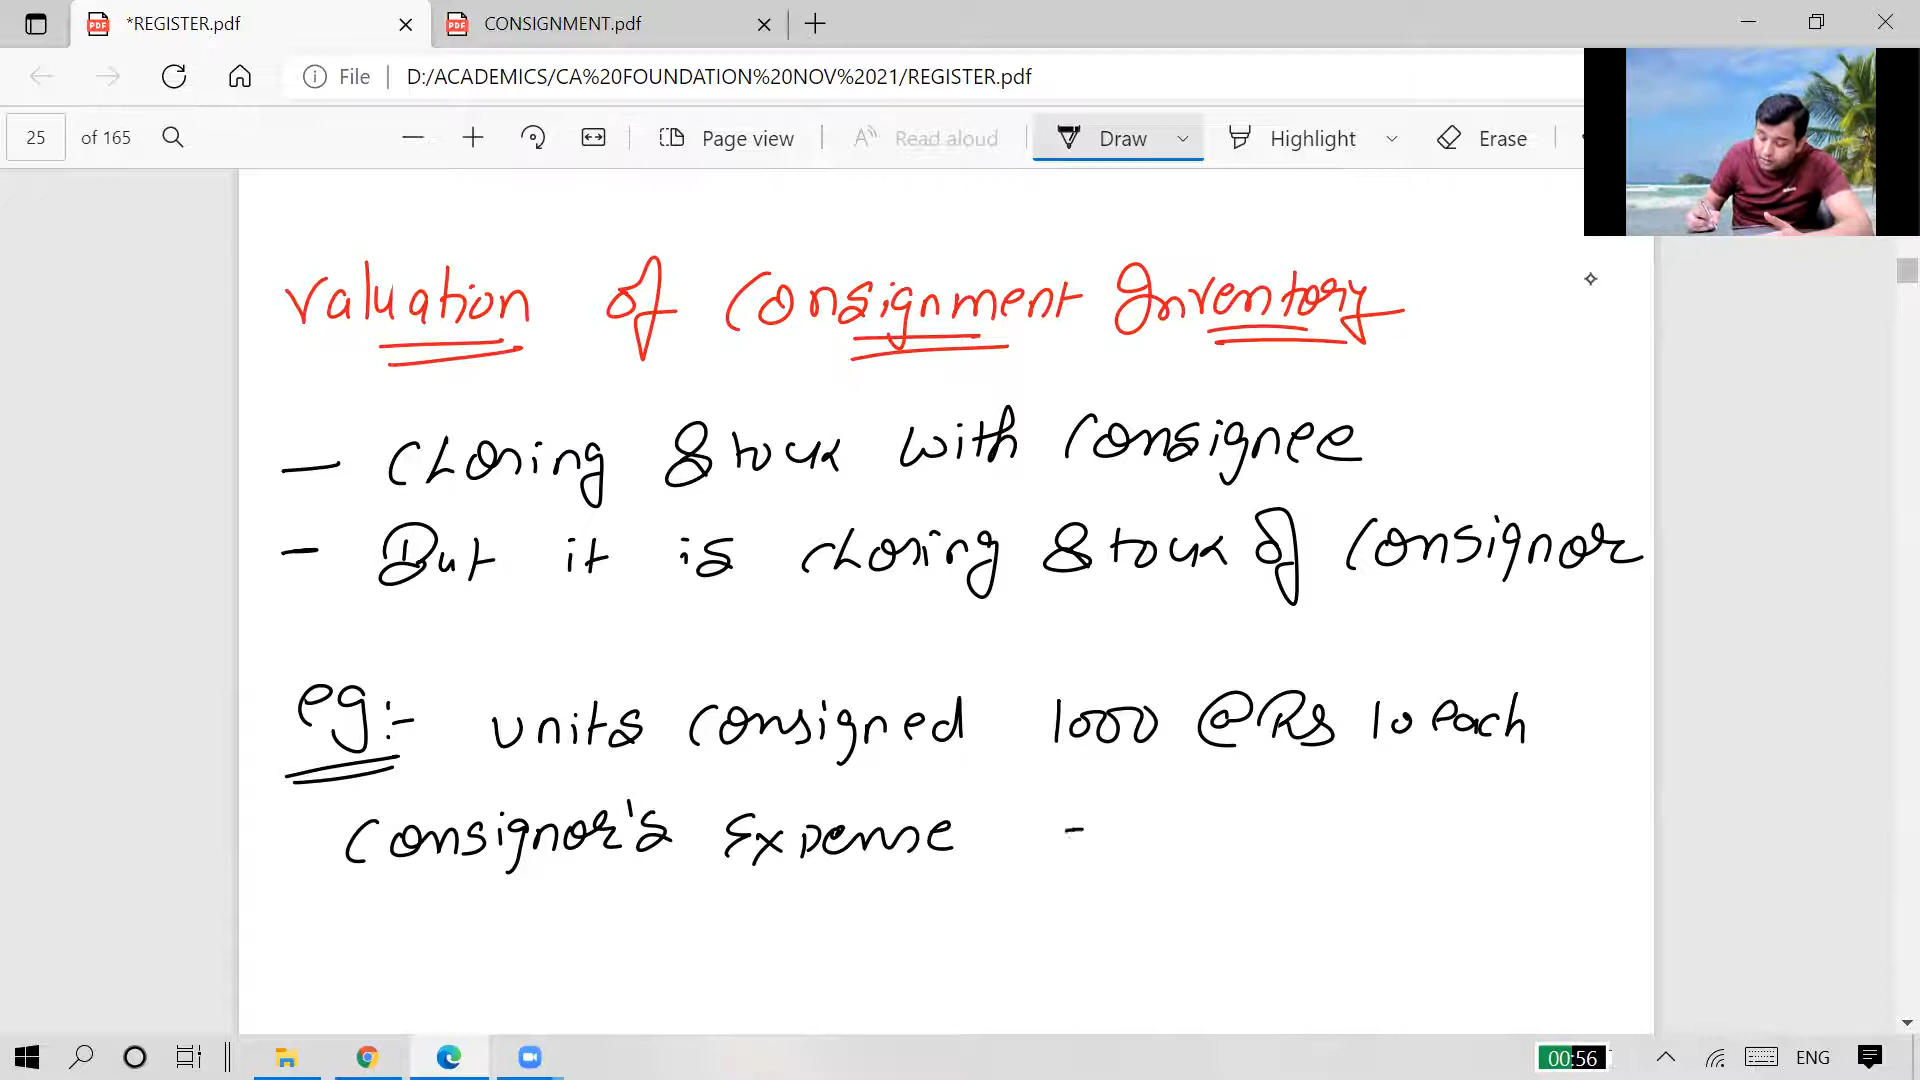 *REGISTER.pdf
CONSIGNMENT.pdf
File D:/ACADEMICS/CA%20FOUNDATION%20NOV%2021/REGISTER.pdf
25 of 165 Page view Read aloud Draw Highlight Erase
Valuation of Consignment Inventory
- Closing Stock with Consignee
- But it is closing Stock of Consignor
eg:- units consigned 1000 @ Rs 10 each
Consignor's Expense -
00:56 ENG